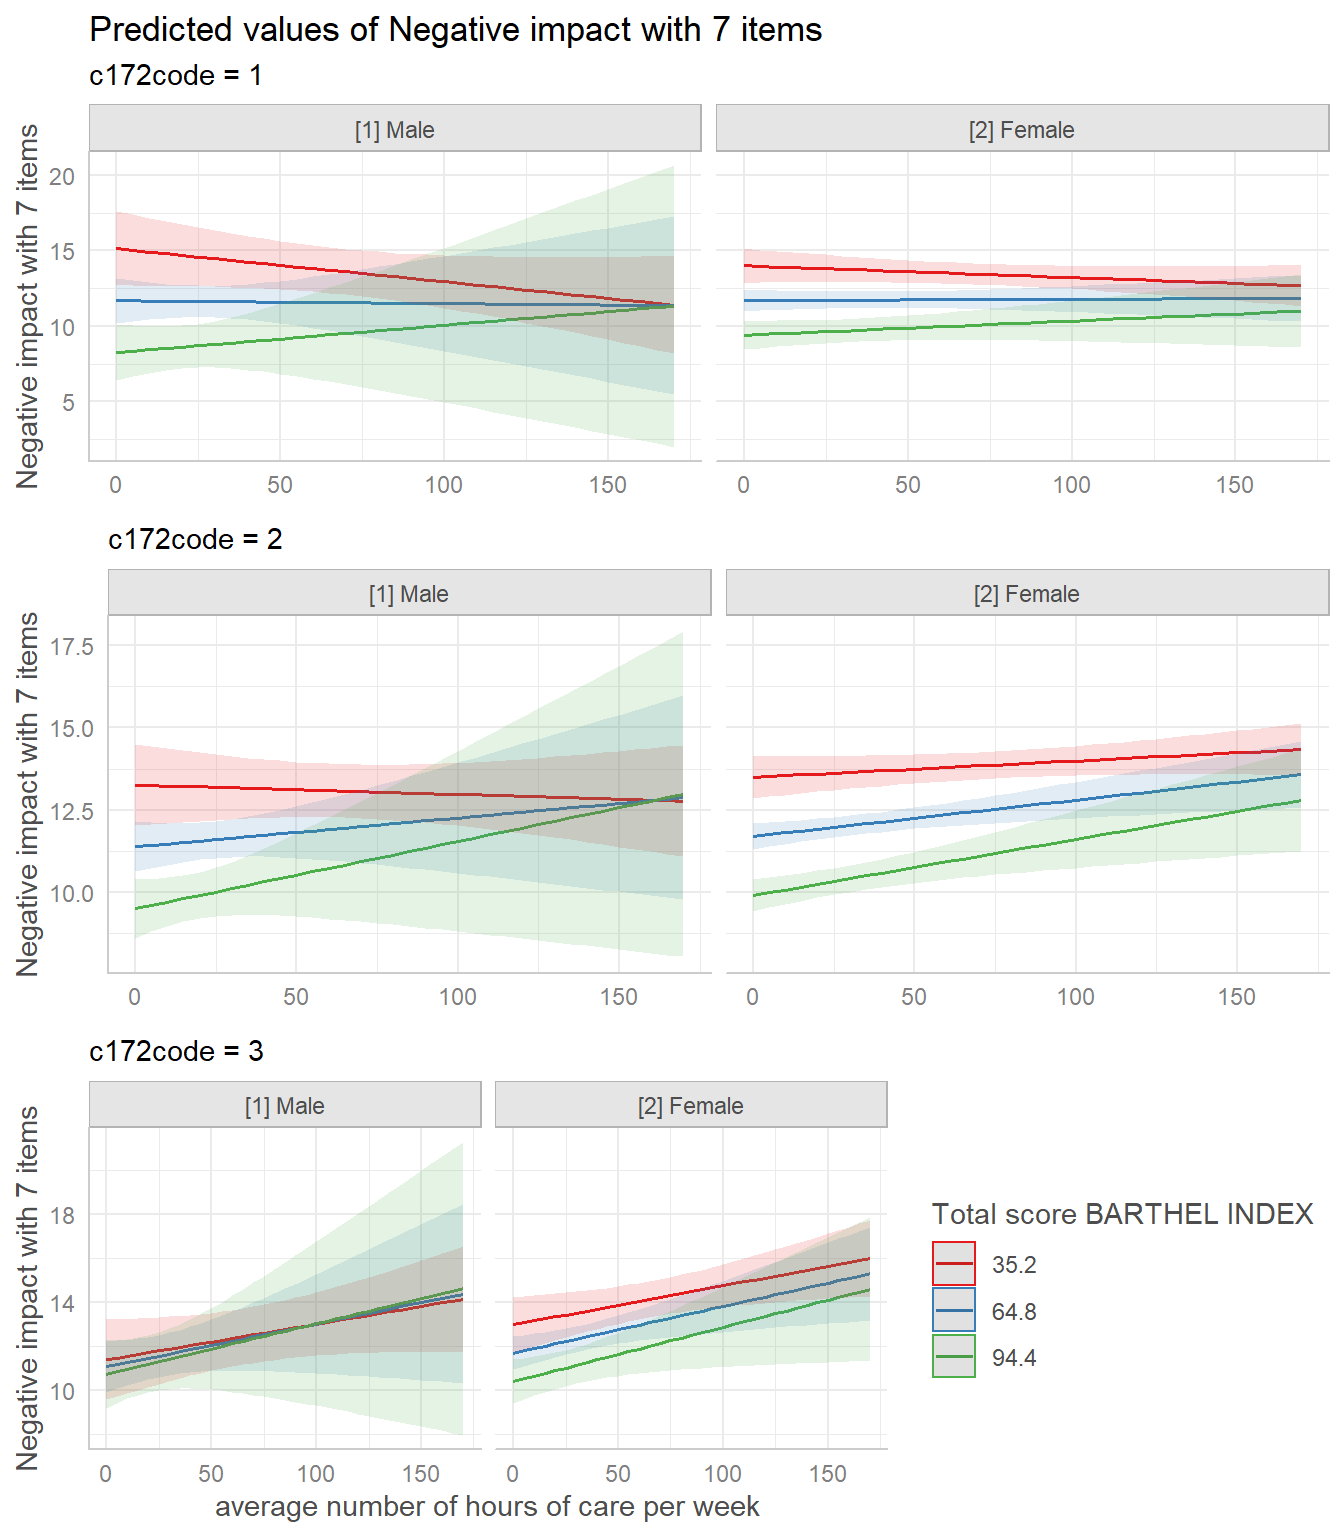 Predicted values of Negative impact with 7 items
c172code = 1
[1] Male
[2] Female
Negative impact with 7 items
20
15
10
5
0
50
100
150
0
50
100
150
c172code = 2
[1] Male
[2] Female
Negative impact with 7 items
17.5
15.0
12.5
10.0
0
50
100
150
0
50
100
150
c172code = 3
[1] Male
[2] Female
Negative impact with 7 items
18
14
10
0
50
100
150
0
50
100
150
average number of hours of care per week
Total score BARTHEL INDEX
35.2
64.8
94.4